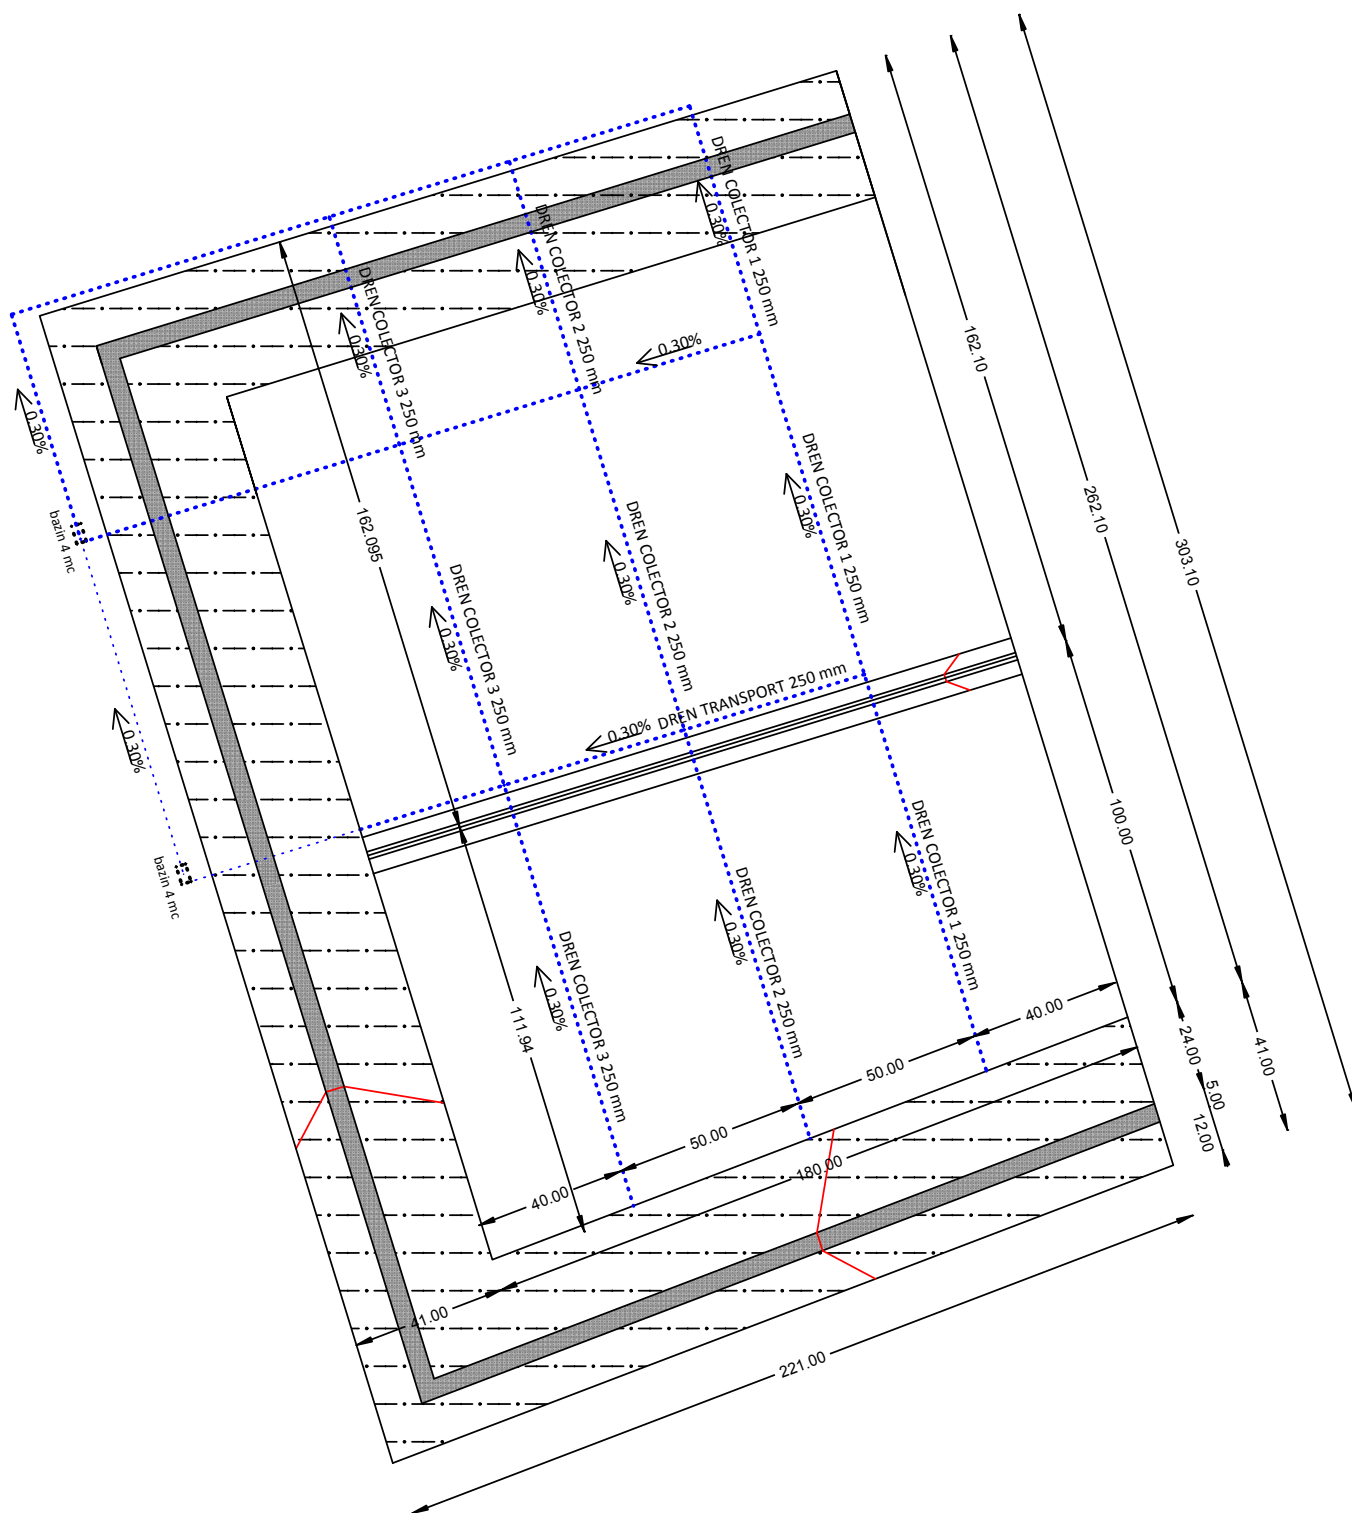 DREN COLECTOR 1 250 mm
0.30%
DREN COLECTOR 2 250 mm
0.30%
DREN COLECTOR 3 250 mm
0.30%
0.30%
162.10
0.30%
bazin 4 mc
162.095
DREN COLECTOR 1 250 mm
0.30%
DREN COLECTOR 2 250 mm
0.30%
DREN COLECTOR 3 250 mm
0.30%
262.10
303.10
0.30%
0.30% DREN TRANSPORT 250 mm
bazin 4 mc
100.00
DREN COLECTOR 1 250 mm
0.30%
DREN COLECTOR 2 250 mm
0.30%
DREN COLECTOR 3 250 mm
0.30%
111.94
40.00
50.00
50.00
40.00
24.00
41.00
5.00
12.00
180.00
41.00
221.00